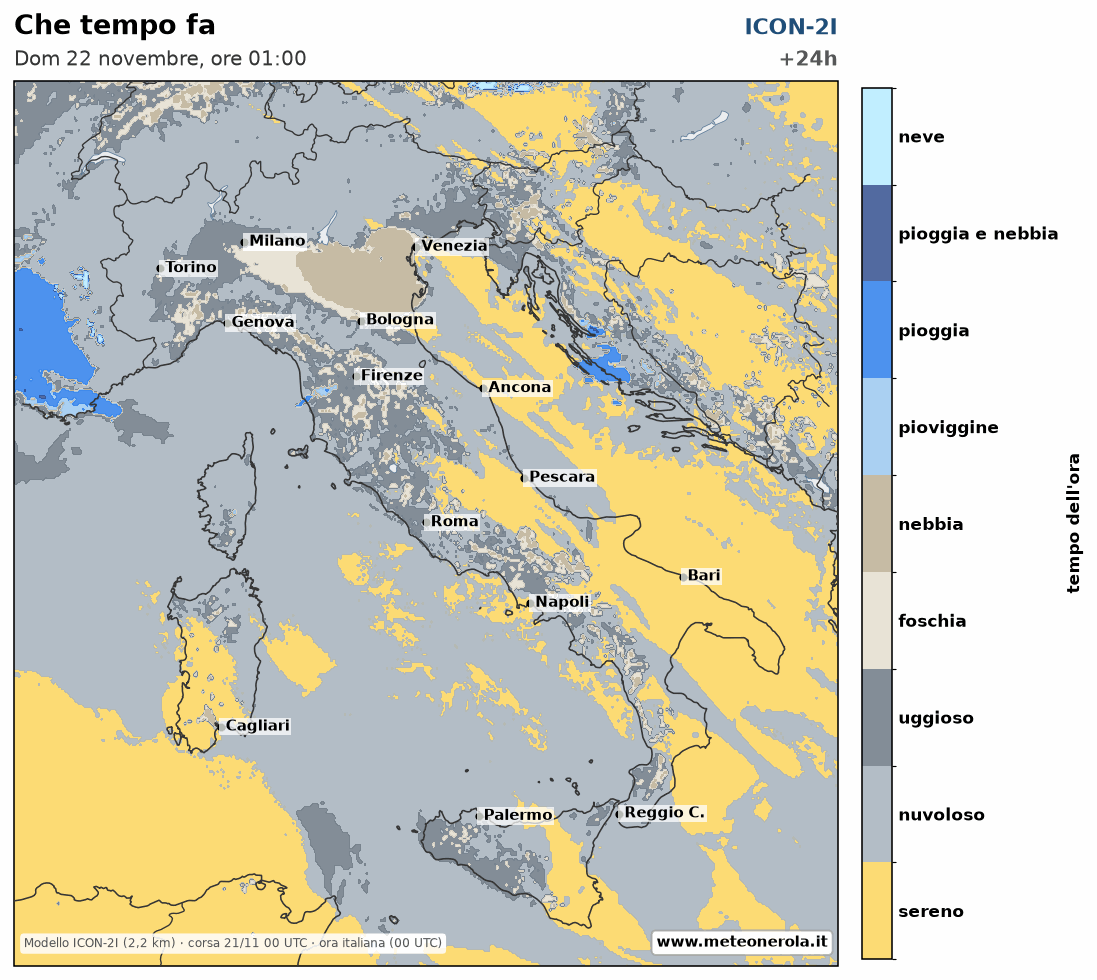 Che tempo fa
ICON-2I
Dom 22 novembre, ore 01:00
+24h
neve
pioggia e nebbia
pioggia
pioviggine
nebbia
foschia
uggioso
nuvoloso
sereno
tempo dell'ora
Milano
Venezia
Torino
Genova
Bologna
Firenze
Ancona
Pescara
Roma
Bari
Napoli
Cagliari
Palermo
Reggio C.
Modello ICON-2I (2,2 km) · corsa 21/11 00 UTC · ora italiana (00 UTC)
www.meteonerola.it